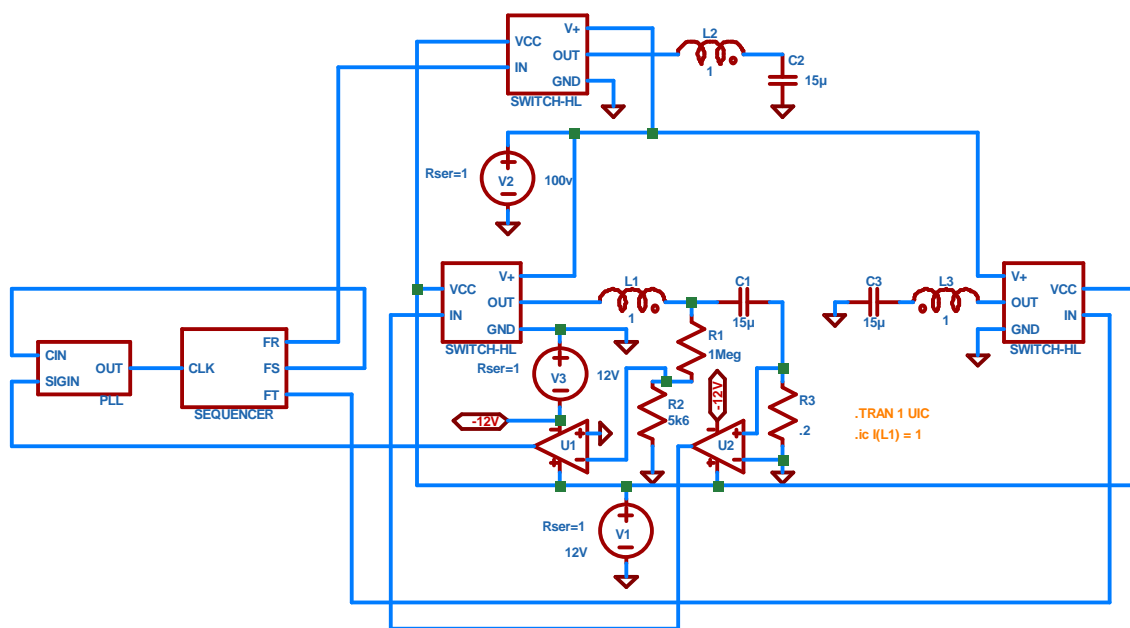 V+
VCC
OUT
IN
GND
SWITCH-HL
L2
1
C2
15µ
Rser=1
V2
100v
V+
VCC
OUT
IN
GND
SWITCH-HL
L1
1
C1
15µ
C3
15µ
L3
1
V+
VCC
OUT
IN
GND
SWITCH-HL
R1
1Meg
CIN
OUT
SIGIN
PLL
FR
CLK
FS
FT
SEQUENCER
Rser=1
V3
12V
-12V
U1
R2
5k6
-12V
U2
R3
.2
.TRAN 1 UIC
.ic I(L1) = 1
Rser=1
V1
12V